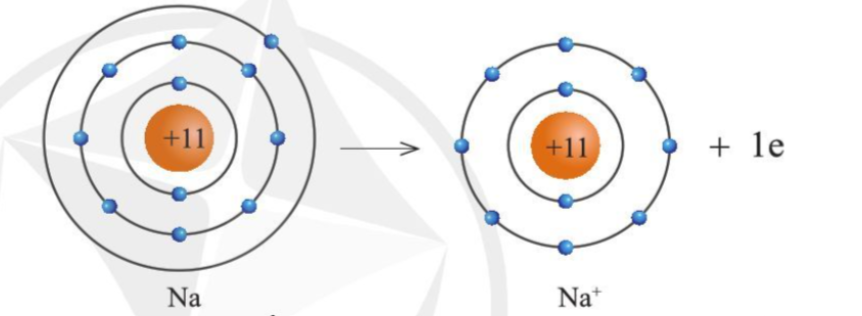 +11
+11
+ 1e
Na
Na⁺